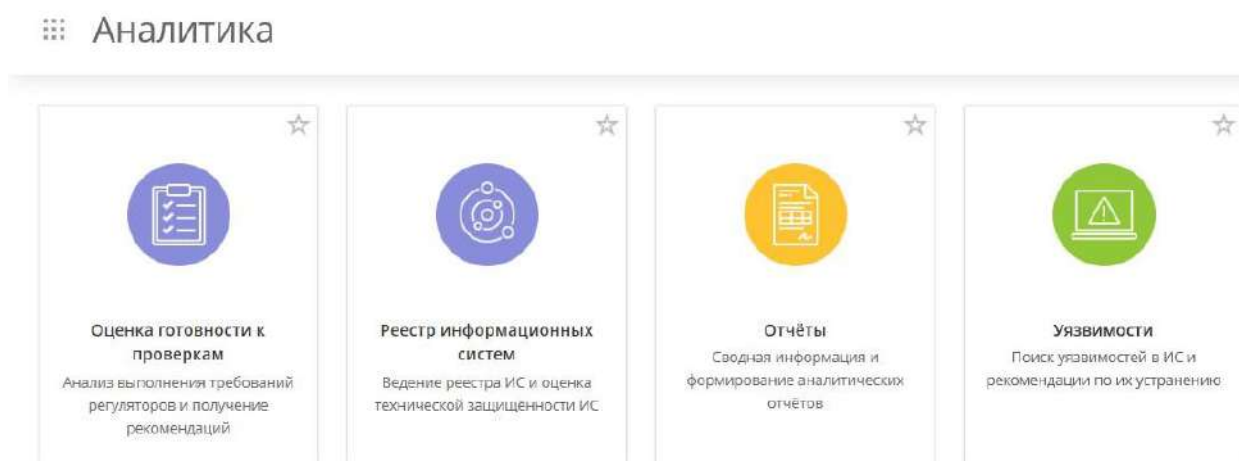 Аналитика
Оценка готовности к
проверкам
Анализ выполнения требований
регуляторов и получение
рекомендаций
Реестр информационных
систем
Ведение реестра ИС и оценка
технической защищённости ИС
Отчёты
Сводная информация и
формирование аналитических
отчётов
Уязвимости
Поиск уязвимостей в ИС и
рекомендации по их устранению